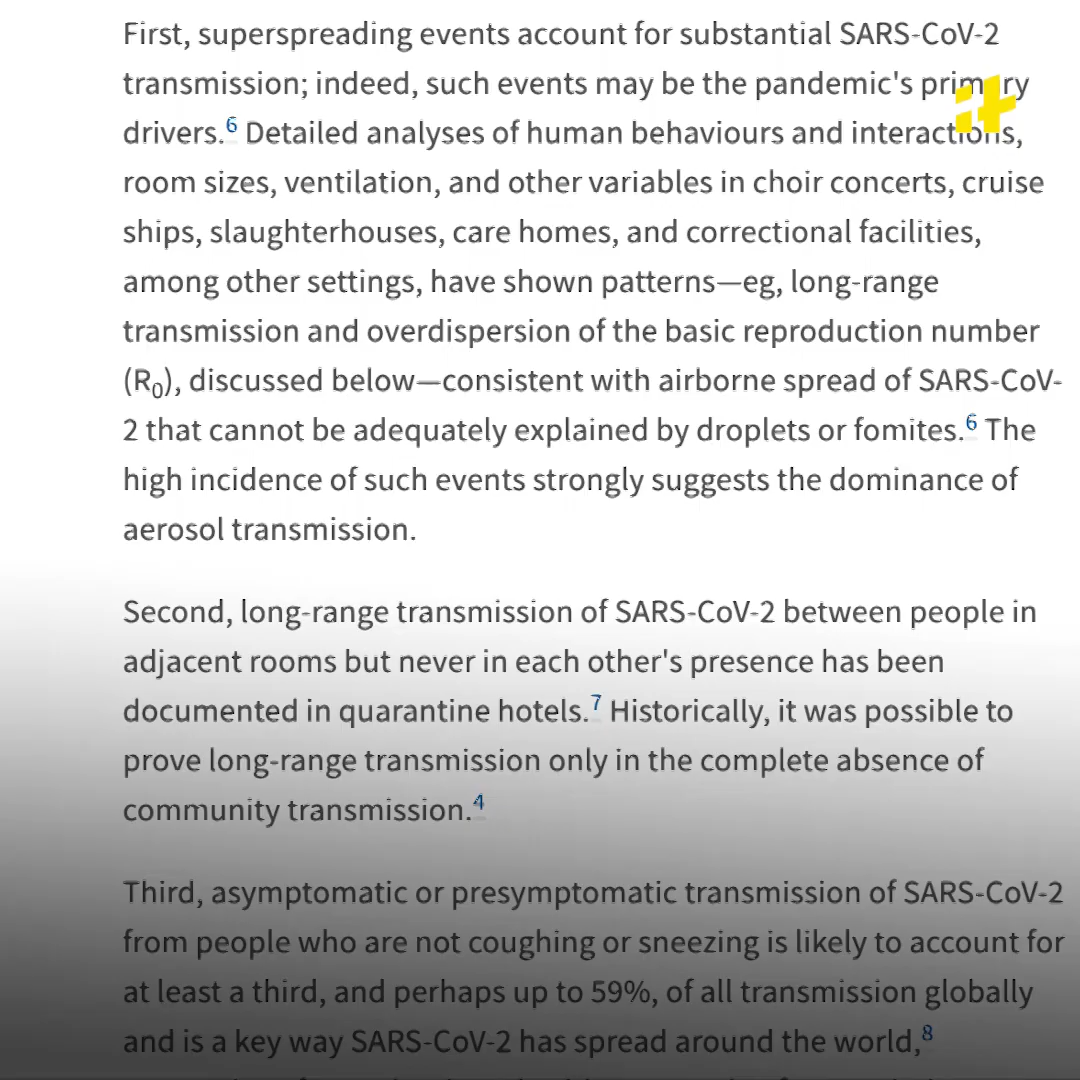 First, superspreading events account for substantial SARS-CoV-2
transmission; indeed, such events may be the pandemic's primary
drivers.6 Detailed analyses of human behaviours and interactions,
room sizes, ventilation, and other variables in choir concerts, cruise
ships, slaughterhouses, care homes, and correctional facilities,
among other settings, have shown patterns—eg, long-range
transmission and overdispersion of the basic reproduction number
(R0), discussed below—consistent with airborne spread of SARS-CoV-
2 that cannot be adequately explained by droplets or fomites.6 The
high incidence of such events strongly suggests the dominance of
aerosol transmission.
Second, long-range transmission of SARS-CoV-2 between people in
adjacent rooms but never in each other's presence has been
documented in quarantine hotels.7 Historically, it was possible to
prove long-range transmission only in the complete absence of
community transmission.4
Third, asymptomatic or presymptomatic transmission of SARS-CoV-2
from people who are not coughing or sneezing is likely to account for
at least a third, and perhaps up to 59%, of all transmission globally
and is a key way SARS-CoV-2 has spread around the world,8